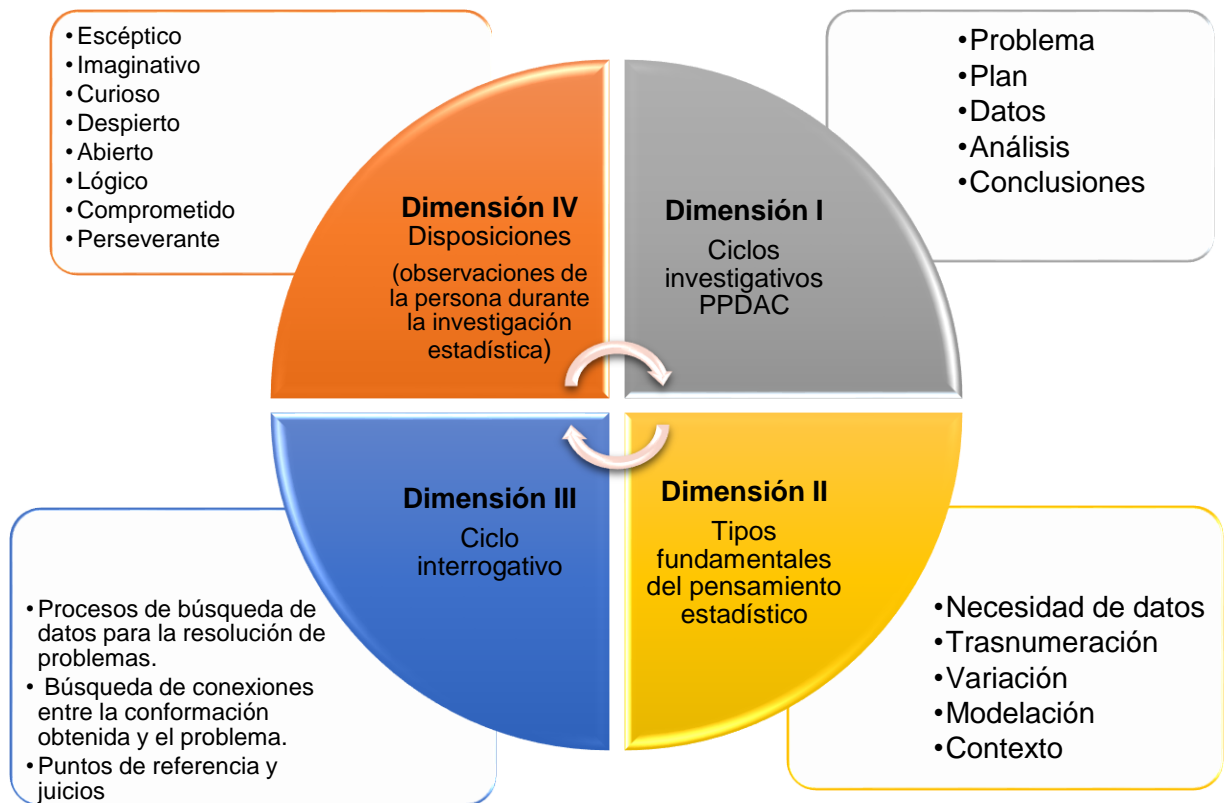 •Escéptico
•Imaginativo
•Curioso
•Despierto
•Abierto
•Lógico
•Comprometido
•Perseverante
Dimensión IV
Disposiciones
(observaciones de
la persona durante
la investigación
estadística)
•Problema
•Plan
•Datos
•Análisis
•Conclusiones
Dimensión I
Ciclos
investigativos
PPDAC
Dimensión III
Ciclo
interrogativo
•Procesos de búsqueda de
datos para la resolución de
problemas.
• Búsqueda de conexiones
entre la conformación
obtenida y el problema.
•Puntos de referencia y
juicios
Dimensión II
Tipos
fundamentales
del pensamiento
estadístico
•Necesidad de datos
•Trasnumeración
•Variación
•Modelación
•Contexto